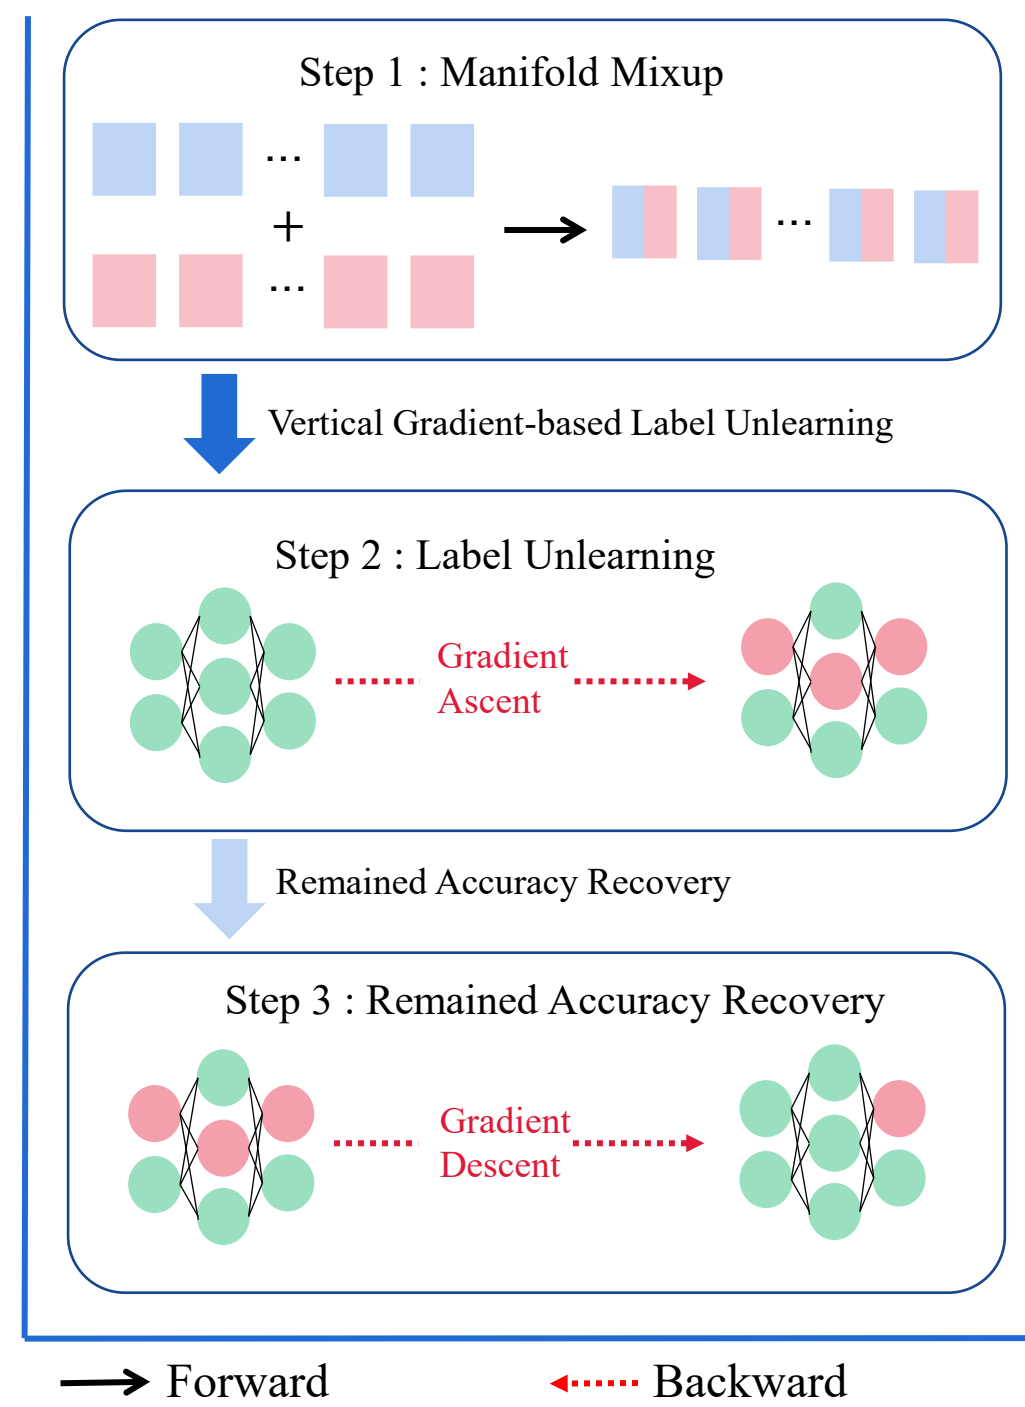 Step 1 : Manifold Mixup
...
...
+
...
Vertical Gradient-based Label Unlearning
Step 2 : Label Unlearning
Gradient
Ascent
Remained Accuracy Recovery
Step 3 : Remained Accuracy Recovery
Gradient
Descent
Forward
Backward